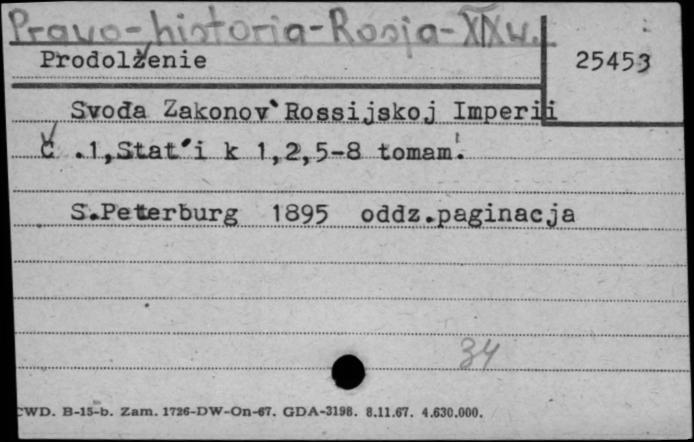 Prawo-historia-Rosja-XIXw.
Prodolženie
25453
Svoda Zakonov`Rossijskoj Imperii
Č .1,Stat´i k 1,2,5-8 tomam.
S.Peterburg 1895 oddz.paginacja
34
CWD. B-15-b. Zam. 1726-DW-On-67. GDA-3198. 8.11.67. 4.630.000.